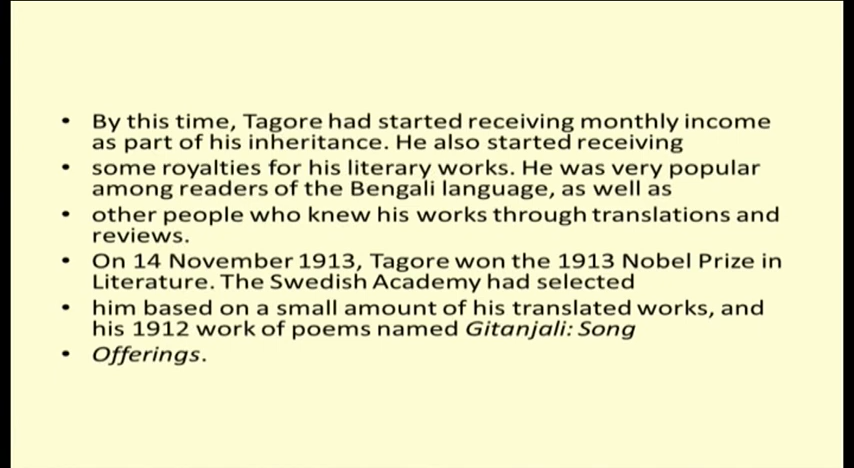 • By this time, Tagore had started receiving monthly income
as part of his inheritance. He also started receiving
• some royalties for his literary works. He was very popular
among readers of the Bengali language, as well as
• other people who knew his works through translations and
reviews.
• On 14 November 1913, Tagore won the 1913 Nobel Prize in
Literature. The Swedish Academy had selected
• him based on a small amount of his translated works, and
his 1912 work of poems named Gitanjali: Song
• Offerings.